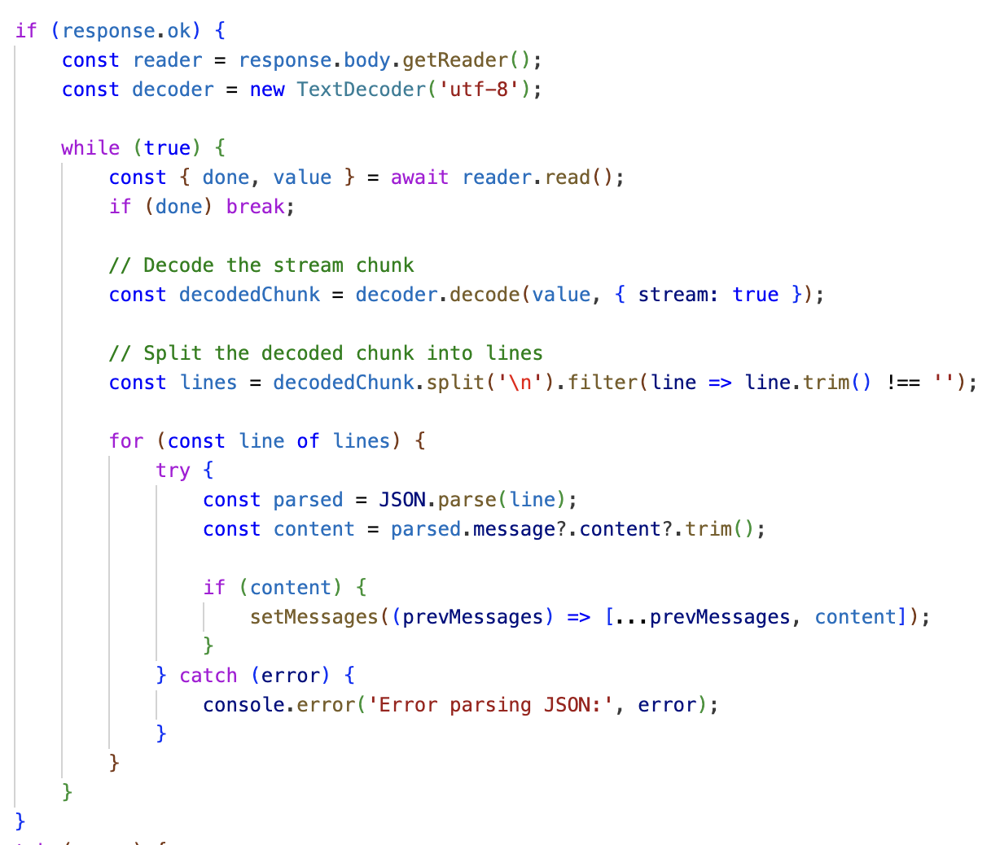 if (response.ok) {
    const reader = response.body.getReader();
    const decoder = new TextDecoder('utf-8');

    while (true) {
        const { done, value } = await reader.read();
        if (done) break;

        // Decode the stream chunk
        const decodedChunk = decoder.decode(value, { stream: true });

        // Split the decoded chunk into lines
        const lines = decodedChunk.split('\n').filter(line => line.trim() !== '');

        for (const line of lines) {
            try {
                const parsed = JSON.parse(line);
                const content = parsed.message?.content?.trim();

                if (content) {
                    setMessages((prevMessages) => [...prevMessages, content]);
                }
            } catch (error) {
                console.error('Error parsing JSON:', error);
            }
        }
    }
}